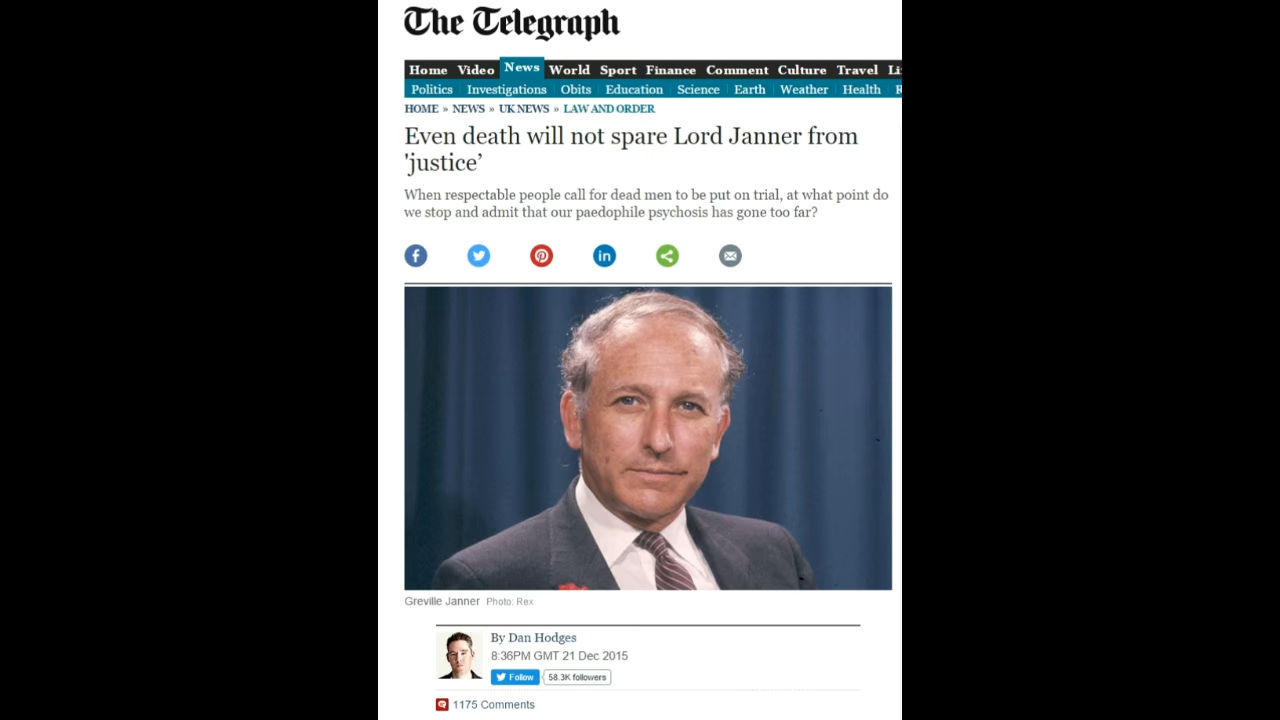 The Telegraph
Home Video News World Sport Finance Comment Culture Travel
Politics Investigations Obits Education Science Earth Weather Health
HOME » NEWS » UK NEWS » LAW AND ORDER
Even death will not spare Lord Janner from
'justice’
When respectable people call for dead men to be put on trial, at what point do
we stop and admit that our paedophile psychosis has gone too far?
Greville Janner Photo: Rex
By Dan Hodges
8:36PM GMT 21 Dec 2015
Follow 58.3K followers
1175 Comments